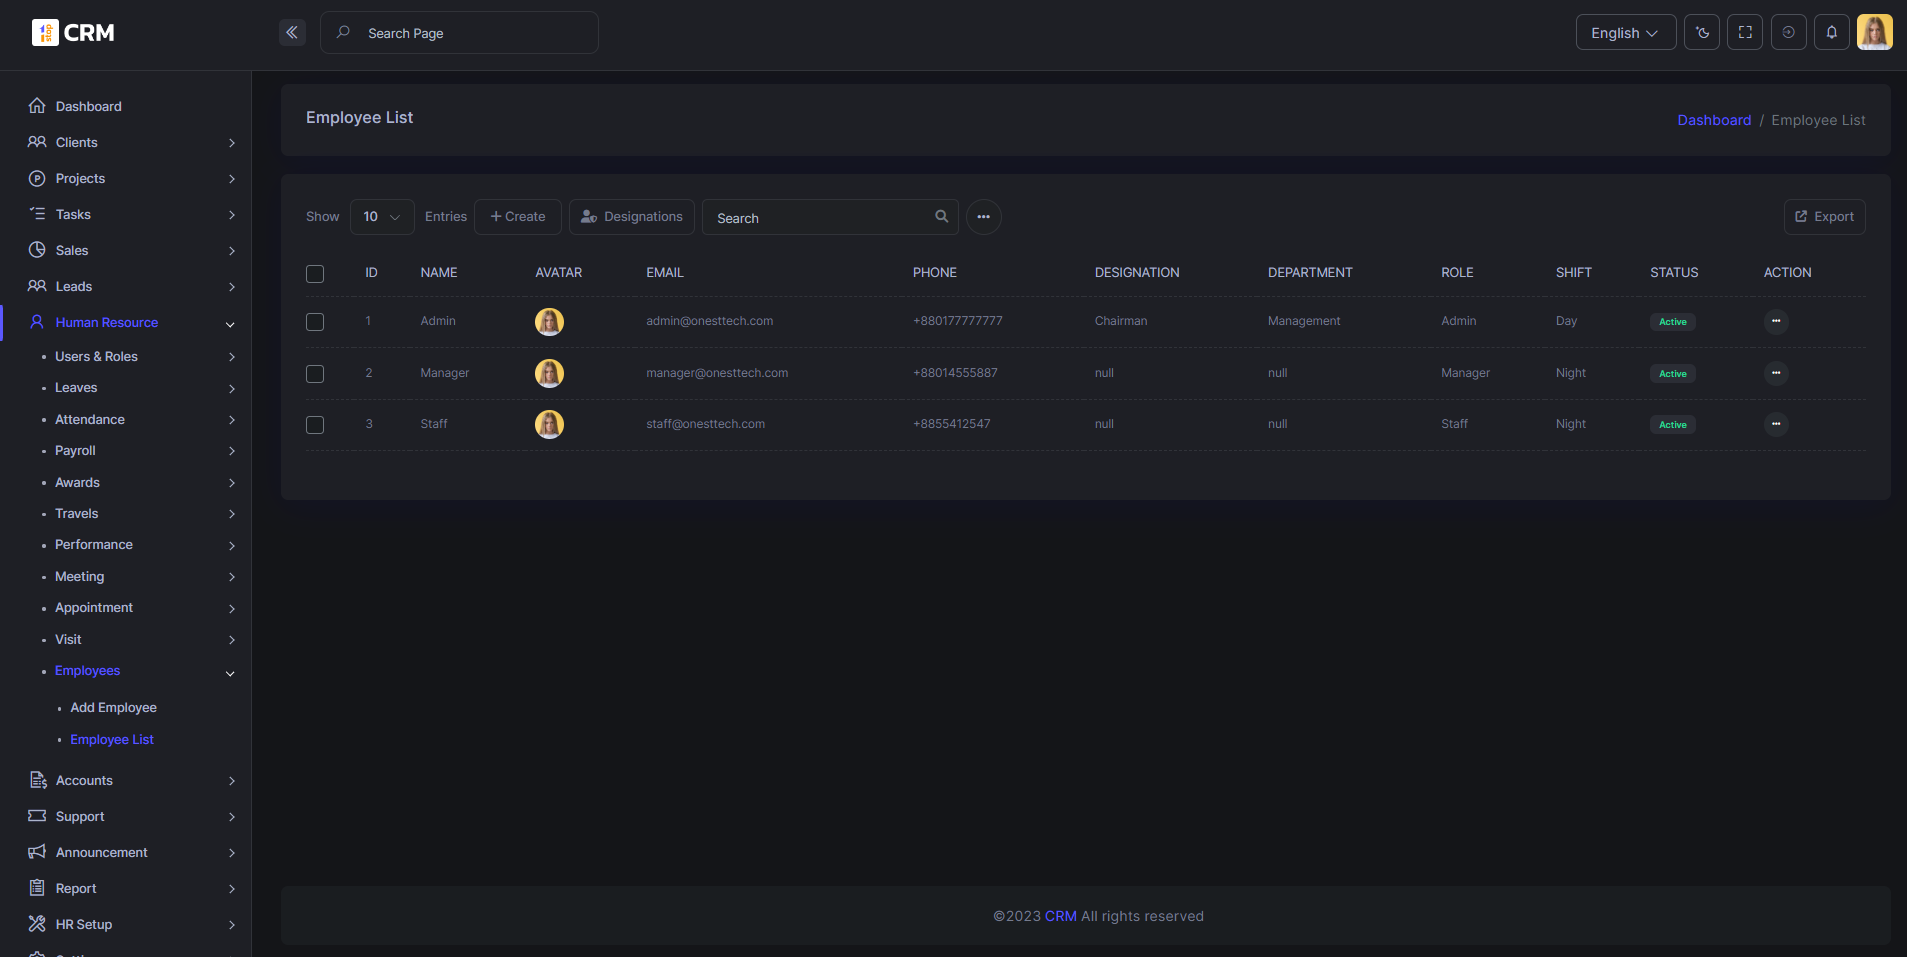 1 stop CRM
Search Page
English
Dashboard
Clients
Projects
Tasks
Sales
Leads
Human Resource
Users & Roles
Leaves
Attendance
Payroll
Awards
Travels
Performance
Meeting
Appointment
Visit
Employees
Add Employee
Employee List
Accounts
Support
Announcement
Report
HR Setup
Employee List
Dashboard / Employee List
Show 10 Entries + Create Designations Search Export
ID NAME AVATAR EMAIL PHONE DESIGNATION DEPARTMENT ROLE SHIFT STATUS ACTION
1 Admin admin@onesttech.com +880177777777 Chairman Management Admin Day Active
2 Manager manager@onesttech.com +88014555887 null null Manager Night Active
3 Staff staff@onesttech.com +8855412547 null null Staff Night Active
©2023 CRM All rights reserved